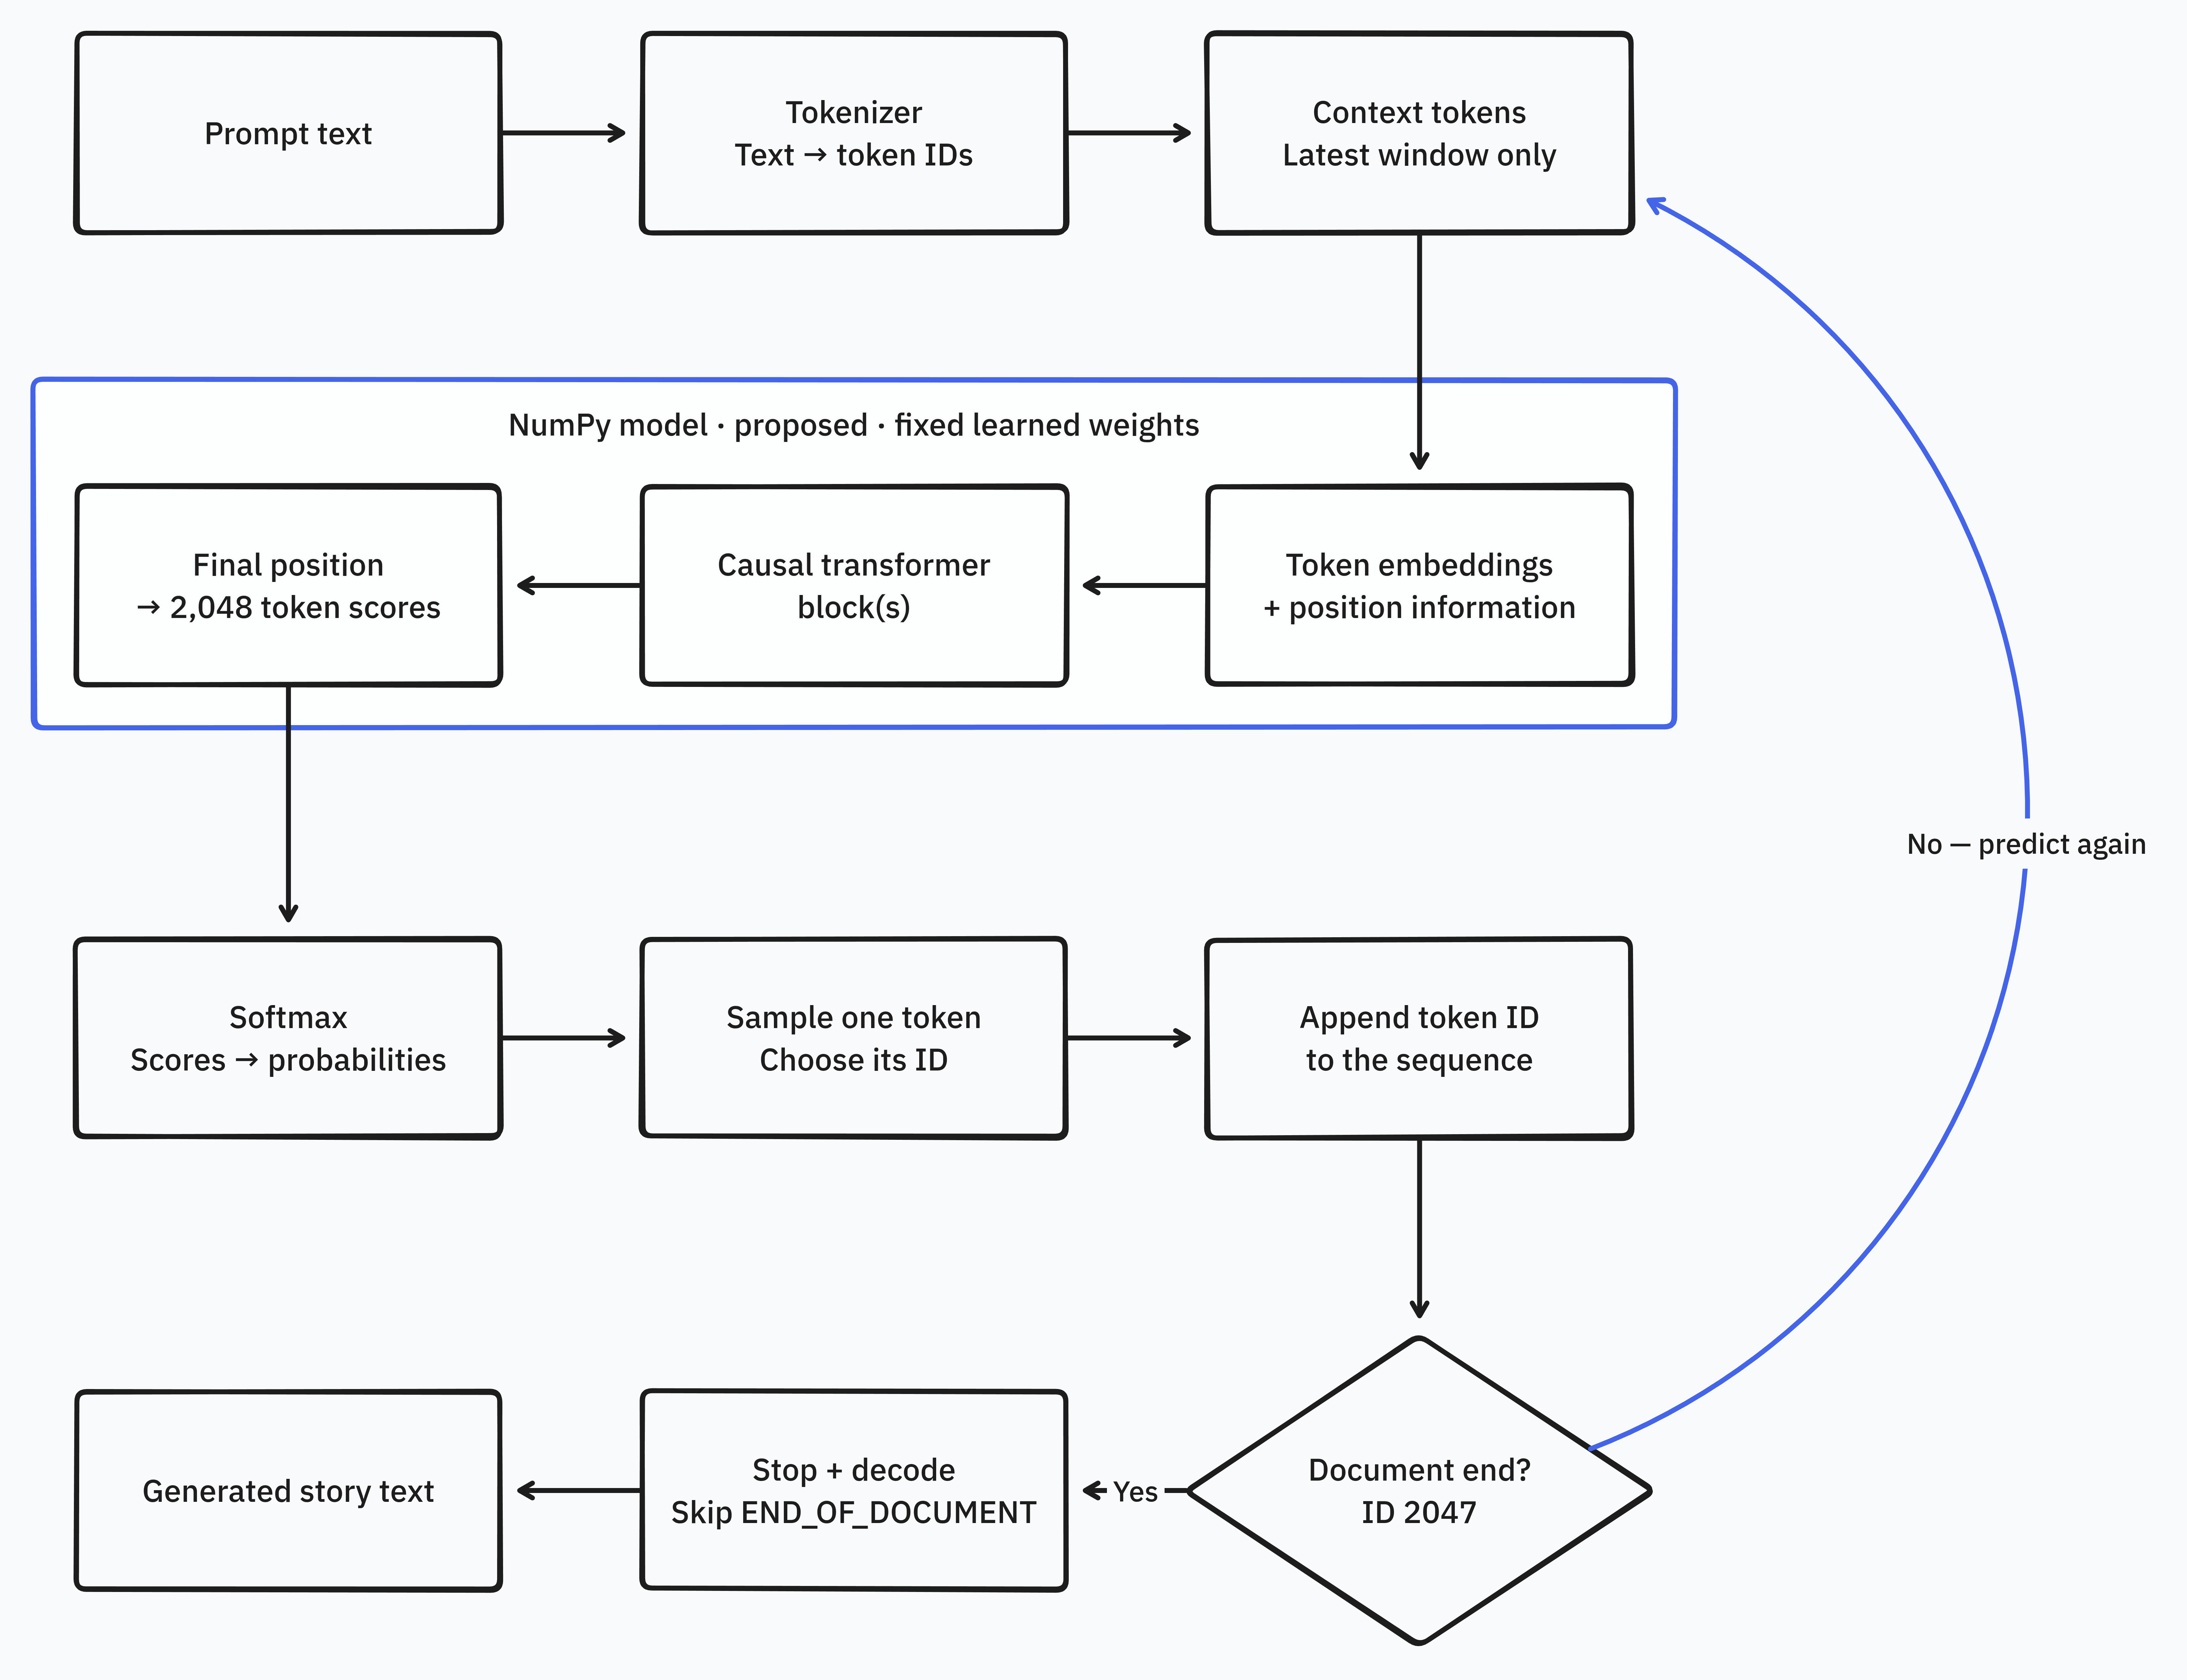 Prompt text
Tokenizer
Text → token IDs
Context tokens
Latest window only
NumPy model · proposed · fixed learned weights
Final position
→ 2,048 token scores
Causal transformer
block(s)
Token embeddings
+ position information
No — predict again
Softmax
Scores → probabilities
Sample one token
Choose its ID
Append token ID
to the sequence
Generated story text
Stop + decode
Skip END_OF_DOCUMENT
Yes
Document end?
ID 2047